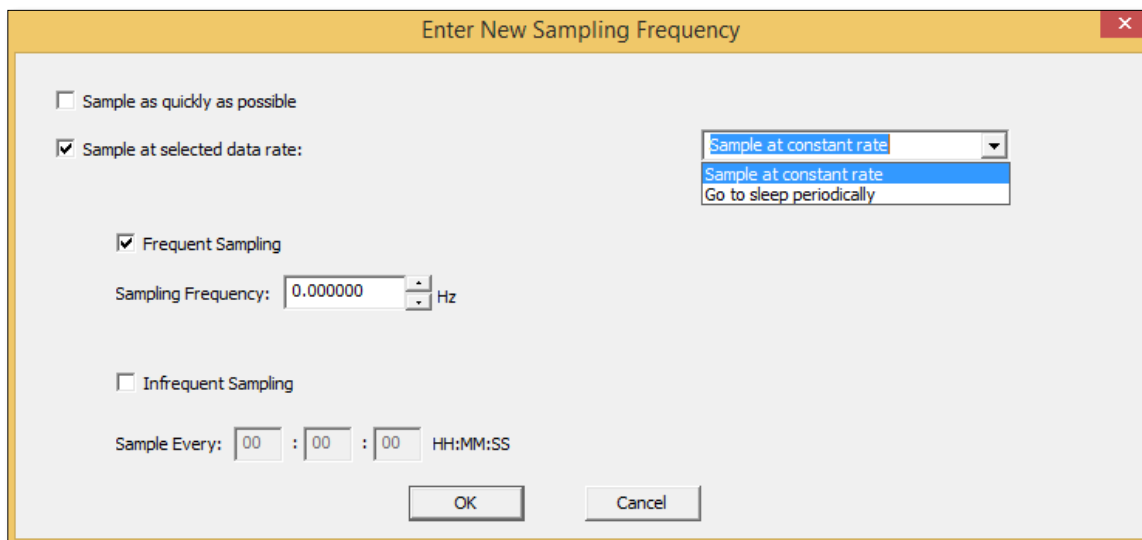 Enter New Sampling Frequency
Sample as quickly as possible
Sample at selected data rate:
Sample at constant rate
Sample at constant rate
Go to sleep periodically
Frequent Sampling
Sampling Frequency: 0.000000 Hz
Infrequent Sampling
Sample Every: 00 : 00 : 00 HH:MM:SS
OK Cancel